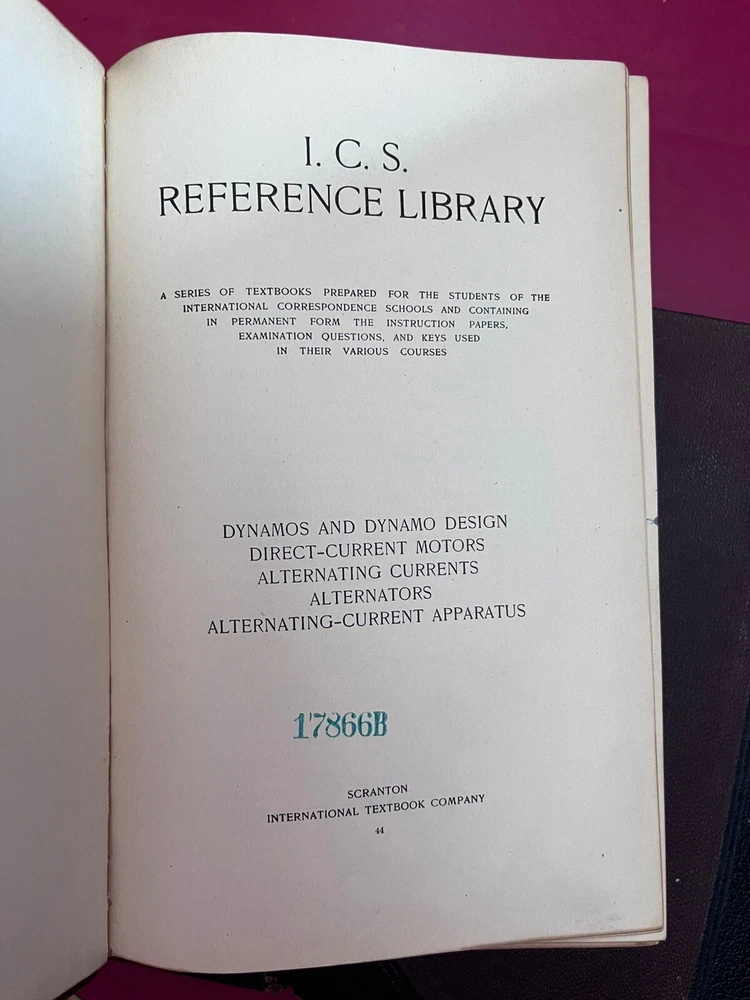 I. C. S.
REFERENCE LIBRARY
A SERIES OF TEXTBOOKS PREPARED FOR THE STUDENTS OF THE
INTERNATIONAL CORRESPONDENCE SCHOOLS AND CONTAINING
IN PERMANENT FORM THE INSTRUCTION PAPERS,
EXAMINATION QUESTIONS, AND KEYS USED
IN THEIR VARIOUS COURSES
DYNAMOS AND DYNAMO DESIGN
DIRECT-CURRENT MOTORS
ALTERNATING CURRENTS
ALTERNATORS
ALTERNATING-CURRENT APPARATUS
17866B
SCRANTON
INTERNATIONAL TEXTBOOK COMPANY
44